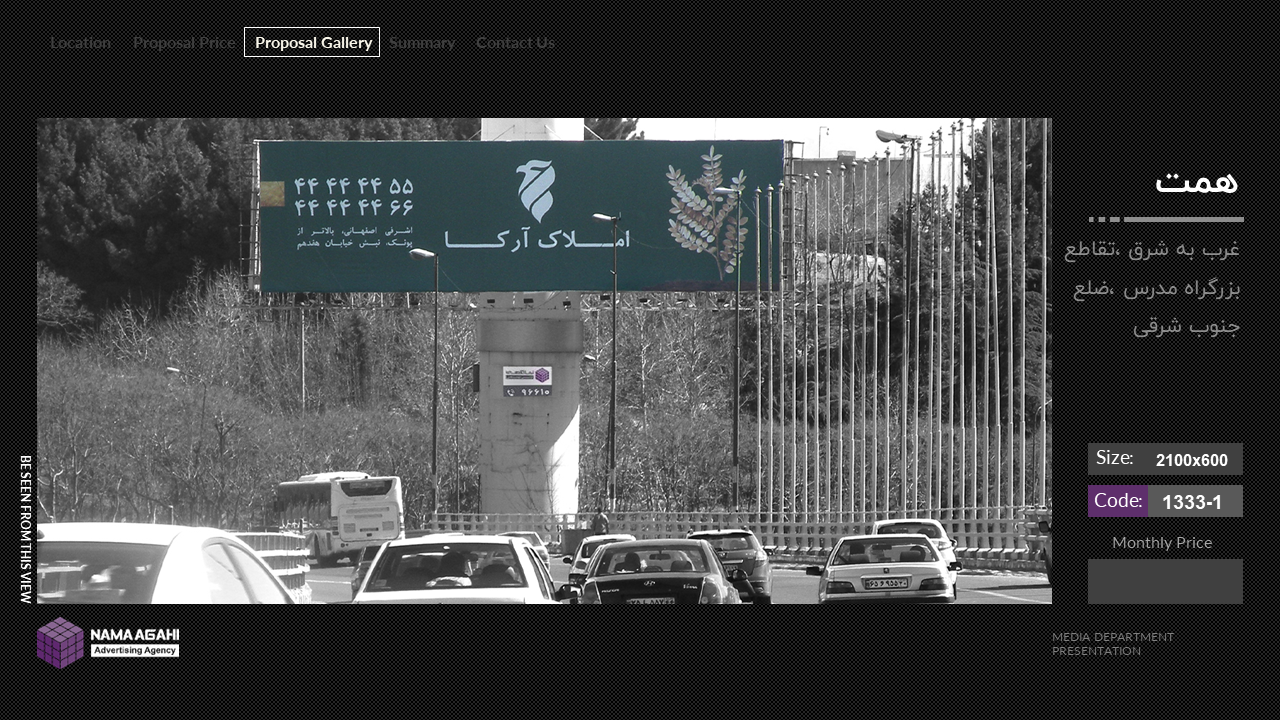 Location
Proposal Price
Proposal Gallery
Summary
Contact Us
۴۴ ۴۴ ۴۴ ۵۵
۴۴ ۴۴ ۴۴ ۶۶
اشرفی اصفهانی، بالاتر از
پونک، نبش خیابان هفدهم
امــلاک آرکــا
۹۶۶۱۰
همت
غرب به شرق ،تقاطع
بزرگراه مدرس ،ضلع
جنوب شرقی
Size: 2100x600
Code: 1333-1
Monthly Price
BE SEEN FROM THIS VIEW
NAMA AGAHI
Advertising Agency
MEDIA DEPARTMENT
PRESENTATION